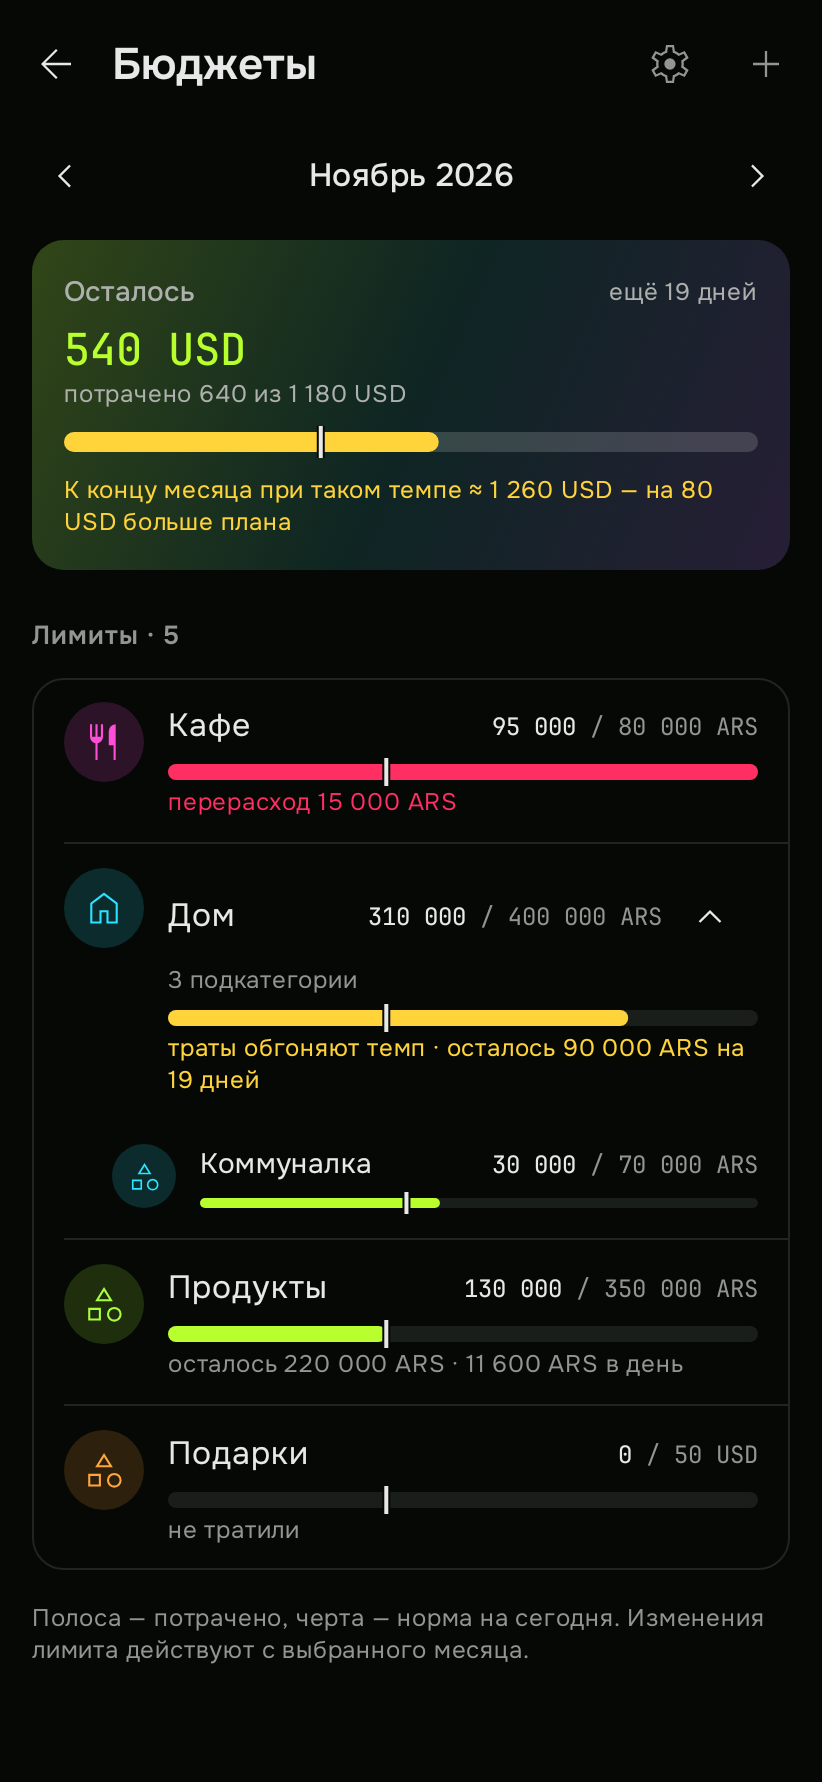 Бюджеты
Ноябрь 2026
Осталось
ещё 19 дней
540 USD
потрачено 640 из 1 180 USD
К концу месяца при таком темпе ≈ 1 260 USD — на 80
USD больше плана
Лимиты · 5
Кафе 95 000 / 80 000 ARS
перерасход 15 000 ARS
Дом 310 000 / 400 000 ARS
3 подкатегории
траты обгоняют темп · осталось 90 000 ARS на
19 дней
Коммуналка 30 000 / 70 000 ARS
Продукты 130 000 / 350 000 ARS
осталось 220 000 ARS · 11 600 ARS в день
Подарки 0 / 50 USD
не тратили
Полоса — потрачено, черта — норма на сегодня. Изменения
лимита действуют с выбранного месяца.